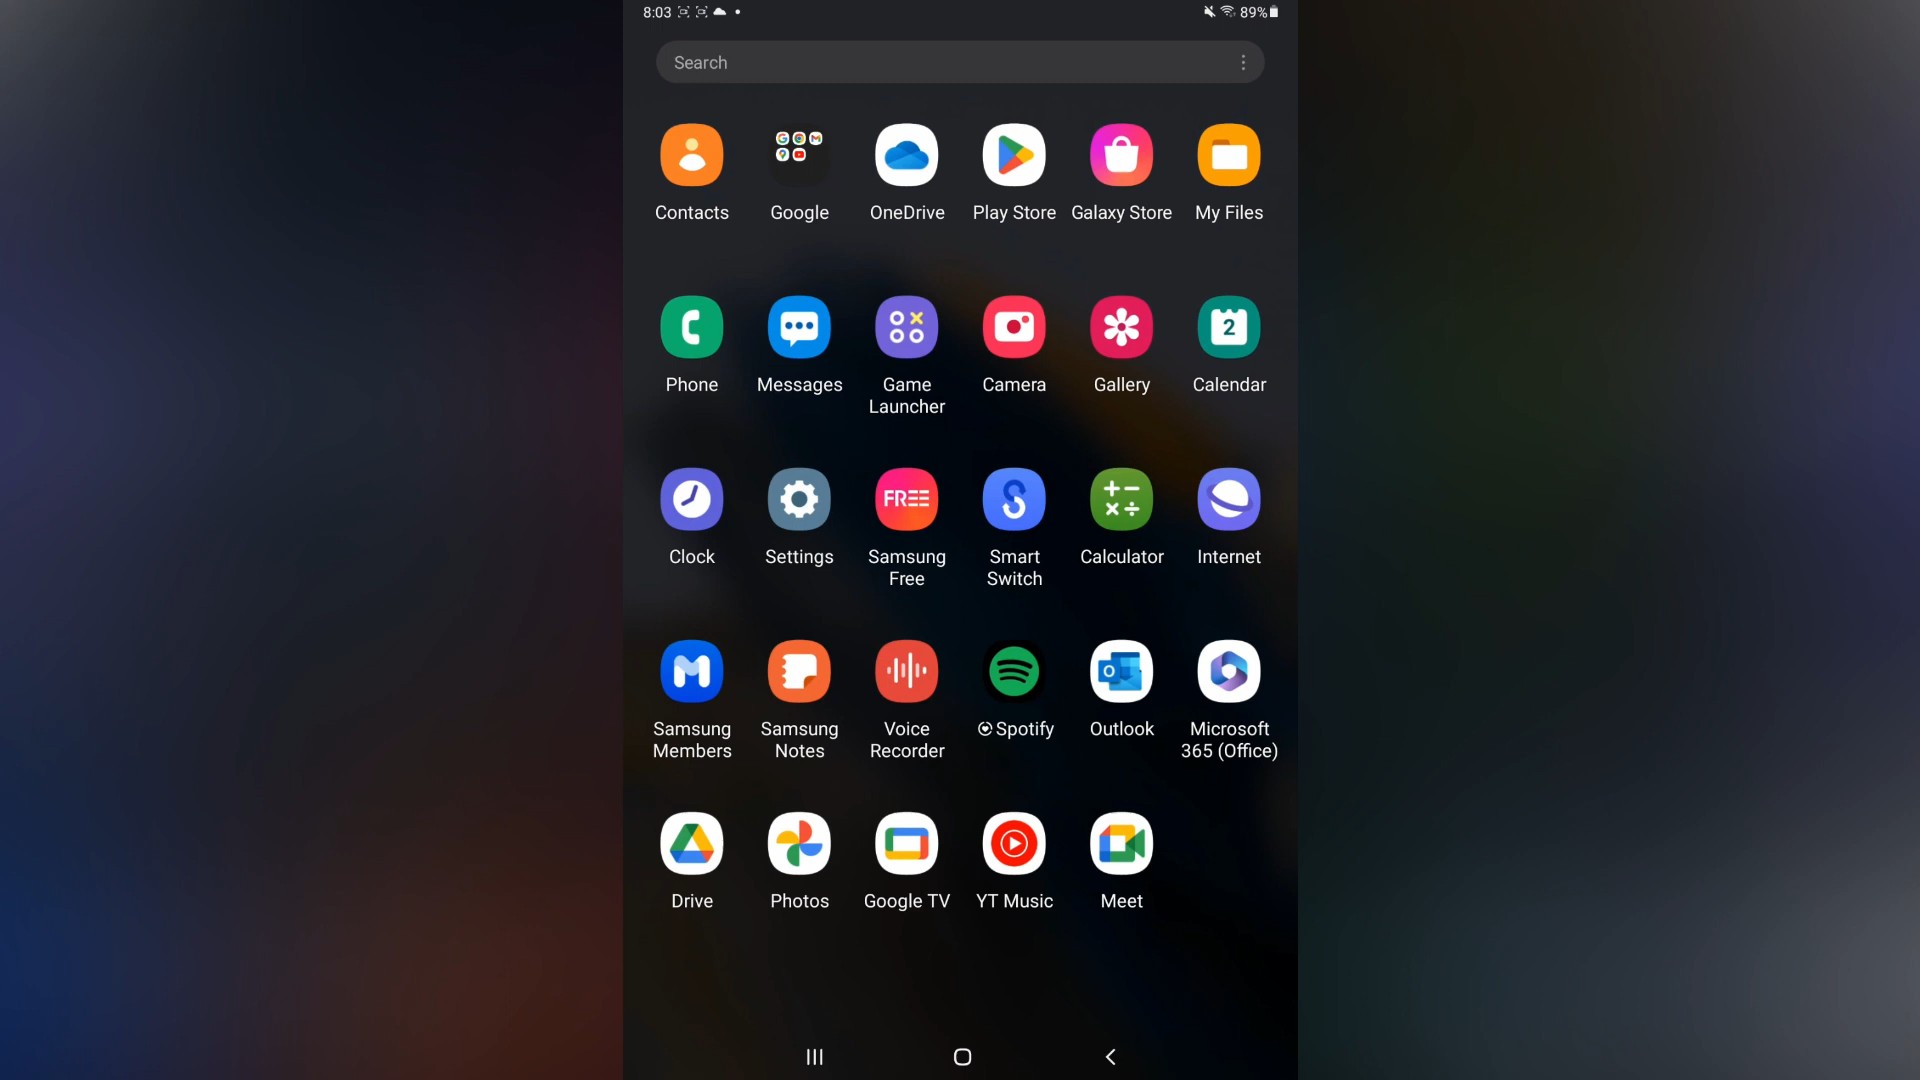 8:03
89%
Search
Contacts
Google
OneDrive
Play Store
Galaxy Store
My Files
2
Phone
Messages
Game
Launcher
Camera
Gallery
Calendar
FREE
Clock
Settings
Samsung
Free
Smart
Switch
Calculator
Internet
Samsung
Members
Samsung
Notes
Voice
Recorder
Spotify
Outlook
Microsoft
365 (Office)
Drive
Photos
Google TV
YT Music
Meet